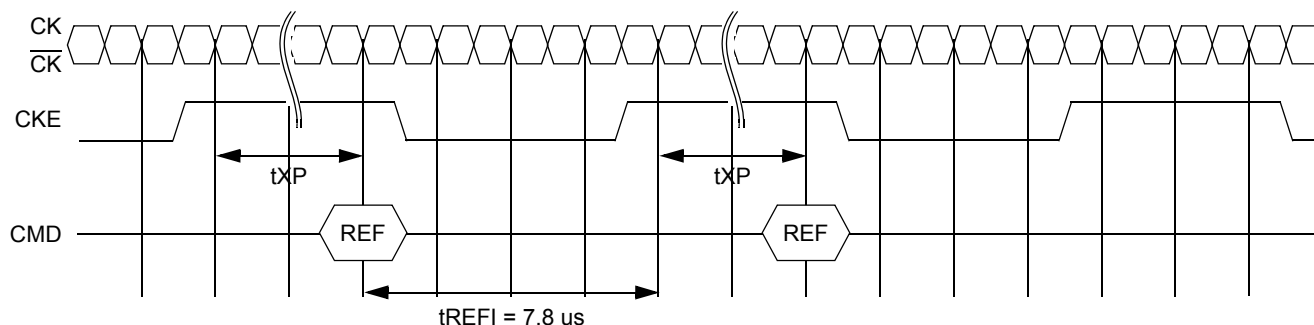 CK
CK
CKE
tXP
tXP
CMD
REF
REF
tREFI = 7.8 us